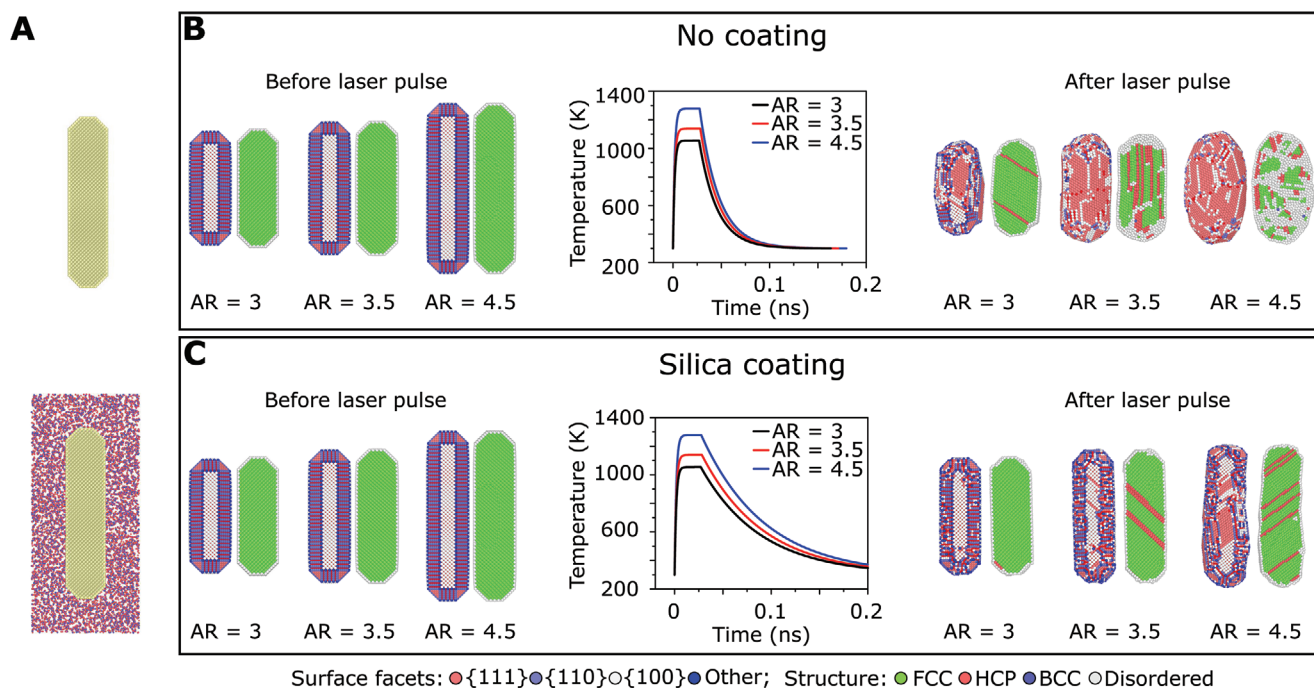 A
B
No coating
Before laser pulse
AR = 3
AR = 3.5
AR = 4.5
1400
1000
600
200
Temperature (K)
AR = 3
AR = 3.5
AR = 4.5
0
0.1
0.2
Time (ns)
After laser pulse
AR = 3
AR = 3.5
AR = 4.5
C
Silica coating
Before laser pulse
AR = 3
AR = 3.5
AR = 4.5
1400
1000
600
200
Temperature (K)
AR = 3
AR = 3.5
AR = 4.5
0
0.1
0.2
Time (ns)
After laser pulse
AR = 3
AR = 3.5
AR = 4.5
Surface facets: {111} {110} {100} Other; Structure: FCC HCP BCC Disordered